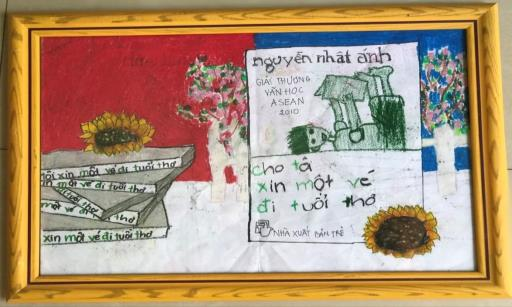 nguyễn nhật ánh
GIẢI THƯỞNG
VĂN HỌC
ASEAN
2010
cho tôi
xin một vé
đi tuổi thơ
NHÀ XUẤT BẢN TRẺ
tôi xin một vé đi tuổi thơ
xin một vé đi tuổi thơ
một vé đi tuổi thơ
thơ
xin một vé đi tuổi thơ